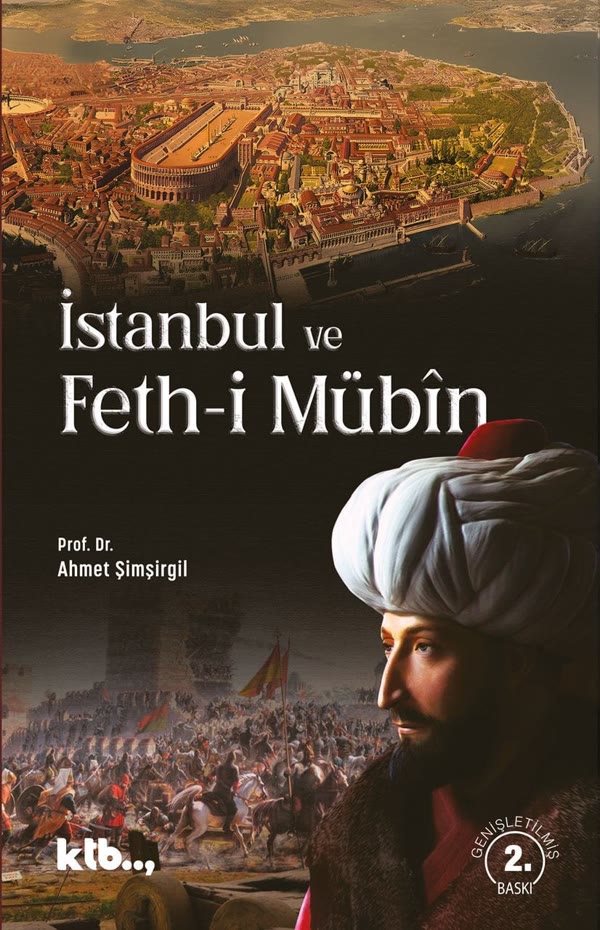 İstanbul ve
Feth-i Mübîn
Prof. Dr.
Ahmet Şimşirgil
ktb..,
GENİŞLETİLMİŞ
2.
BASKI